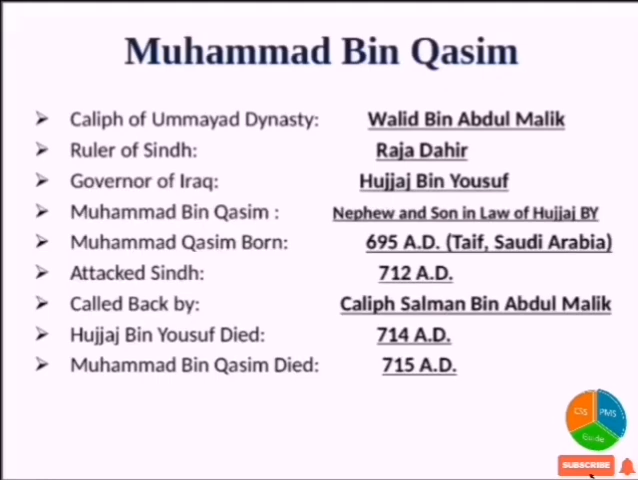 Muhammad Bin Qasim
➢ Caliph of Ummayad Dynasty: Walid Bin Abdul Malik
➢ Ruler of Sindh: Raja Dahir
➢ Governor of Iraq: Hujjaj Bin Yousuf
➢ Muhammad Bin Qasim : Nephew and Son in Law of Hujjaj BY
➢ Muhammad Qasim Born: 695 A.D. (Taif, Saudi Arabia)
➢ Attacked Sindh: 712 A.D.
➢ Called Back by: Caliph Salman Bin Abdul Malik
➢ Hujjaj Bin Yousuf Died: 714 A.D.
➢ Muhammad Bin Qasim Died: 715 A.D.
CSS PMS
Guide
SUBSCRIBE